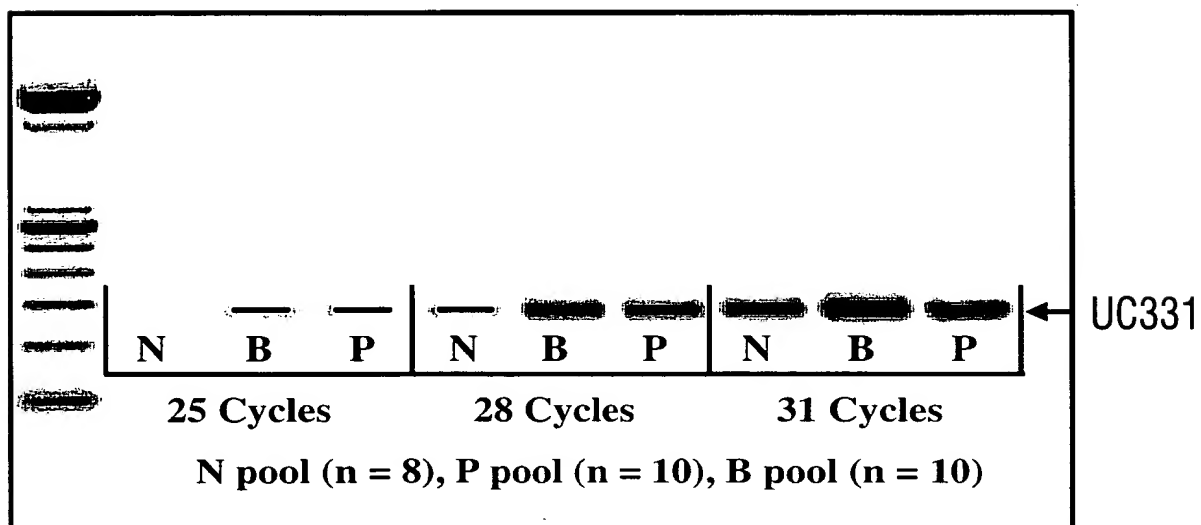 UC331
N B P N B P N B P
25 Cycles 28 Cycles 31 Cycles
N pool (n = 8), P pool (n = 10), B pool (n = 10)